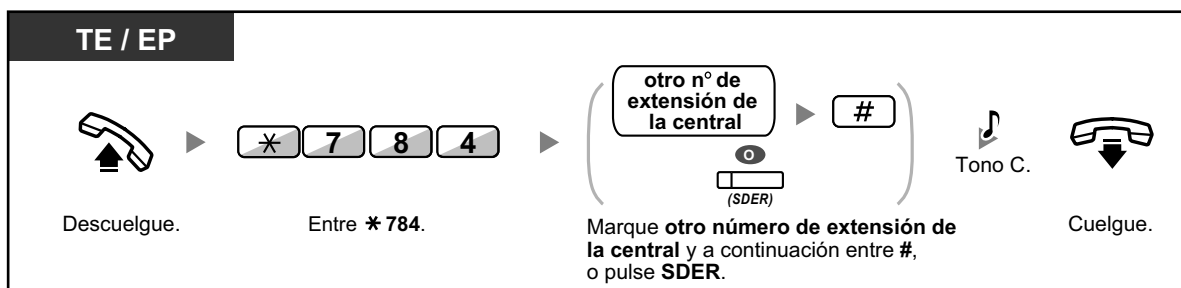 TE / EP
otro nº de
extensión de
la central
#
* 7 8 4
O
(SDER)
Tono C.
Descuelgue.
Entre * 784.
Marque otro número de extensión de
la central y a continuación entre #,
o pulse SDER.
Cuelgue.